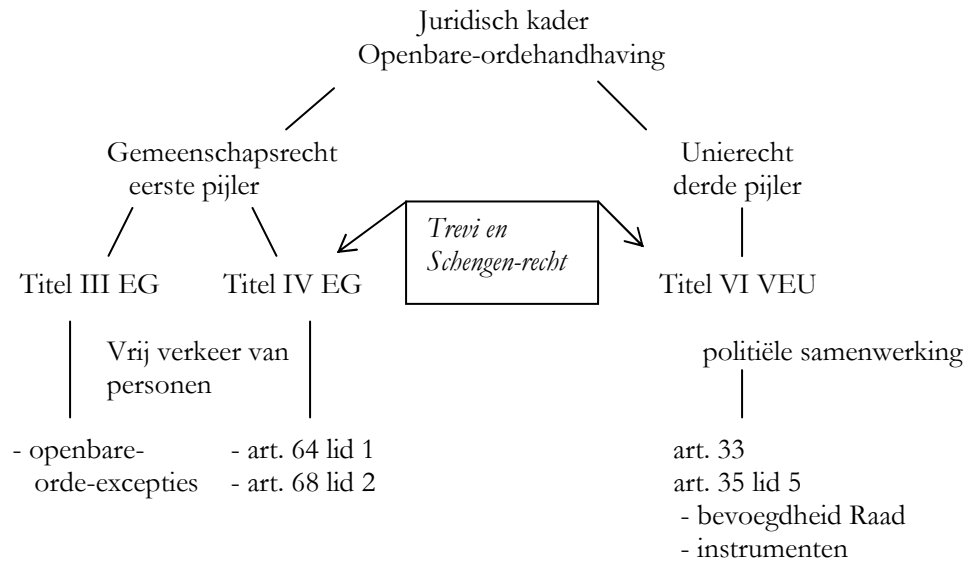 Juridisch kader
Openbare-ordehandhaving
Gemeenschapsrecht
eerste pijler
Unierecht
derde pijler
Trevi en
Schengen-recht
Titel III EG
Titel IV EG
Titel VI VEU
Vrij verkeer van
personen
politiële samenwerking
- openbare-
orde-excepties
- art. 64 lid 1
- art. 68 lid 2
art. 33
art. 35 lid 5
- bevoegdheid Raad
- instrumenten